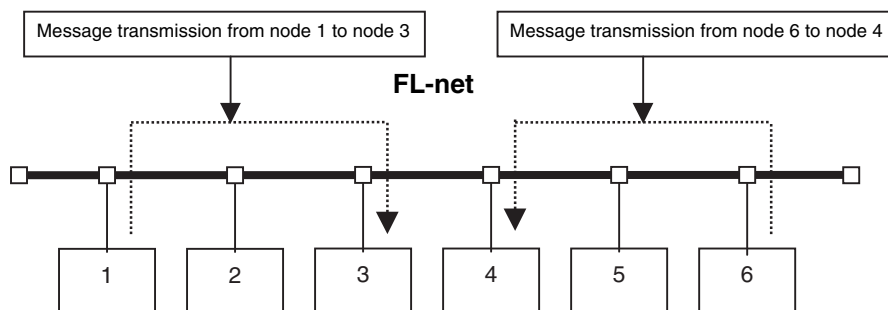 Message transmission from node 1 to node 3
Message transmission from node 6 to node 4
FL-net
1
2
3
4
5
6